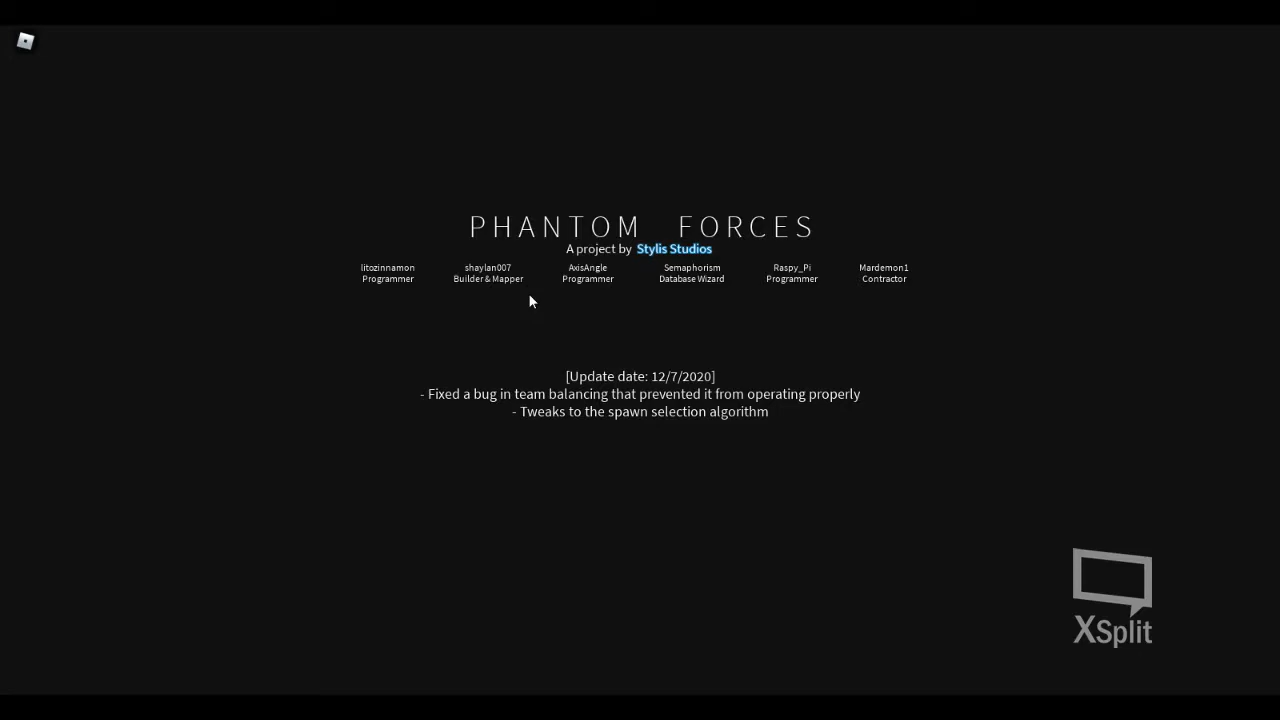 PHANTOM FORCES
A project by Stylis Studios
litozinnamon shaylan007 AxisAngle Semaphorism Raspy_Pi Mardemon1
Programmer Builder & Mapper Programmer Database Wizard Programmer Contractor
[Update date: 12/7/2020]
- Fixed a bug in team balancing that prevented it from operating properly
- Tweaks to the spawn selection algorithm
XSplit